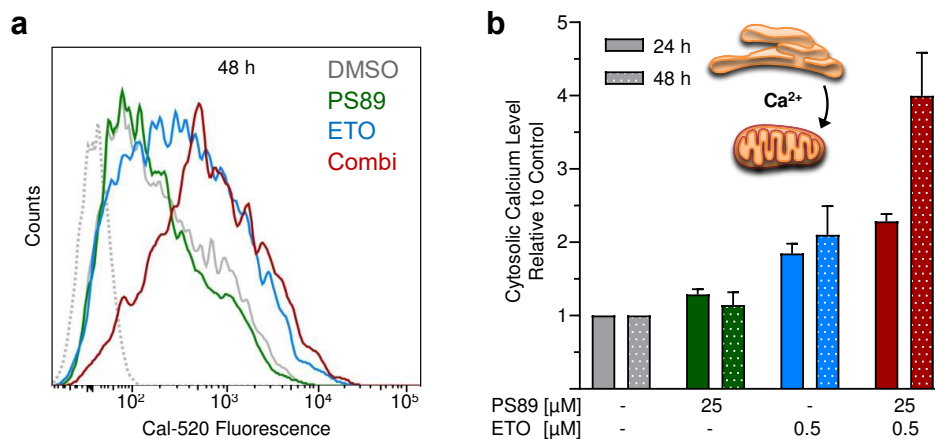 a
48 h
DMSO
PS89
ETO
Combi
Counts
10² 10³ 10⁴ 10⁵
Cal-520 Fluorescence
b
Cytosolic Calcium Level
Relative to Control
5
4
3
2
1
24 h
48 h
Ca²⁺
PS89 [µM] - 25 - 25
ETO [µM] - - 0.5 0.5